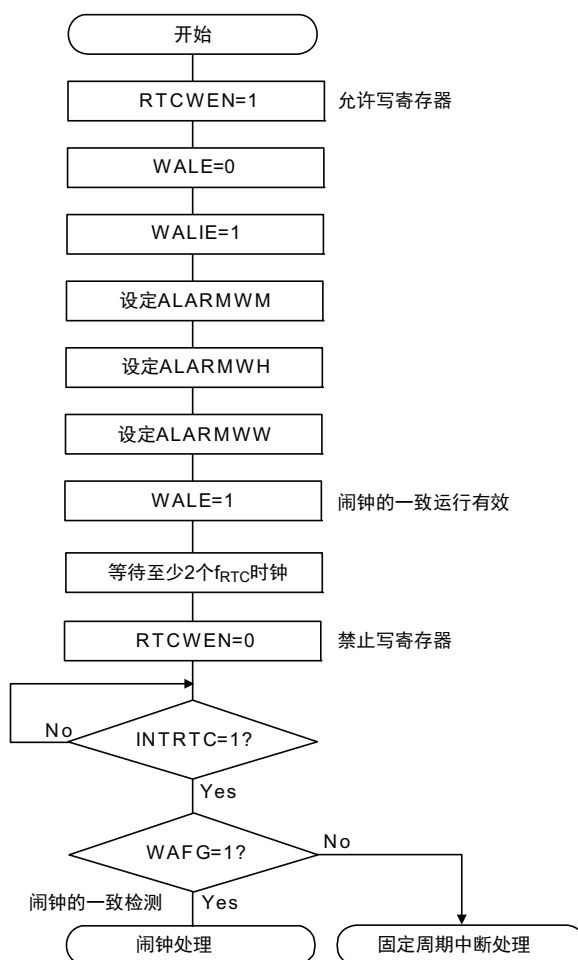 开始
RTCWEN=1 允许写寄存器
WALE=0
WALIE=1
设定ALARMWM
设定ALARMWH
设定ALARMWW
WALE=1 闹钟的一致运行有效
等待至少2个fRTC时钟
RTCWEN=0 禁止写寄存器
No INTRTC=1?
Yes
WAFG=1? No
闹钟的一致检测 Yes
闹钟处理 固定周期中断处理